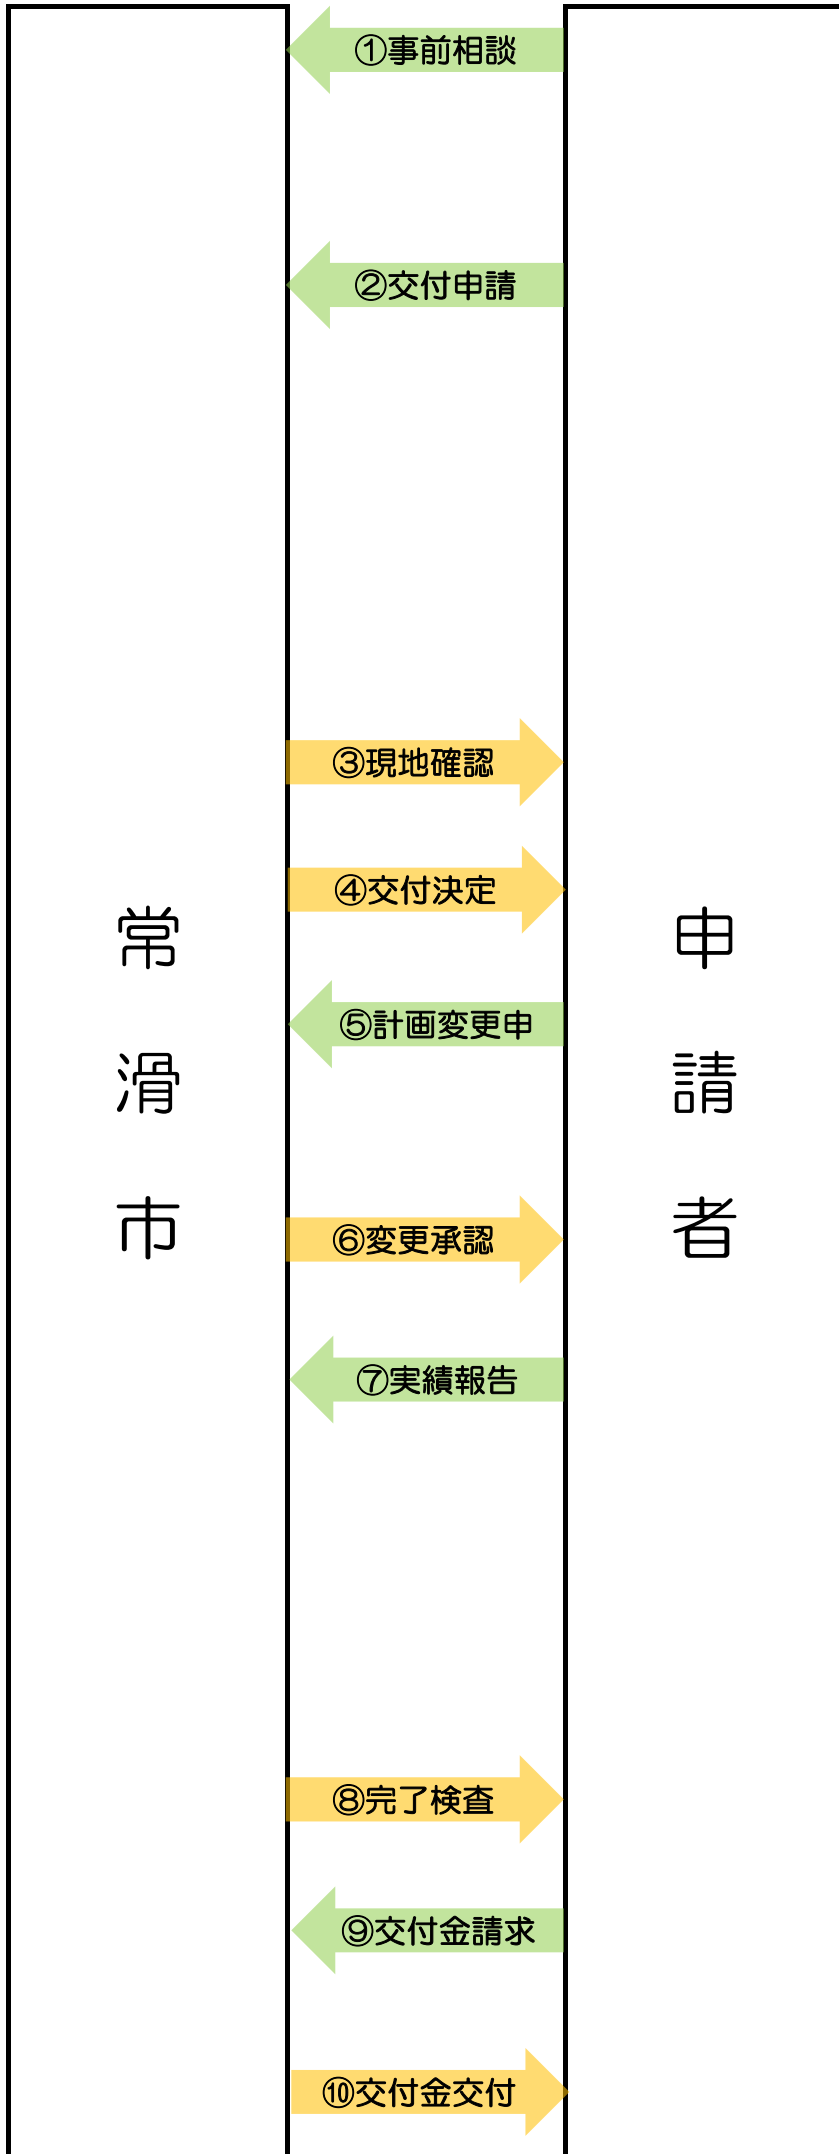 ①事前相談
②交付申請
③現地確認
④交付決定
⑤計画変更申
⑥変更承認
⑦実績報告
⑧完了検査
⑨交付金請求
⑩交付金交付
常滑市
申請者